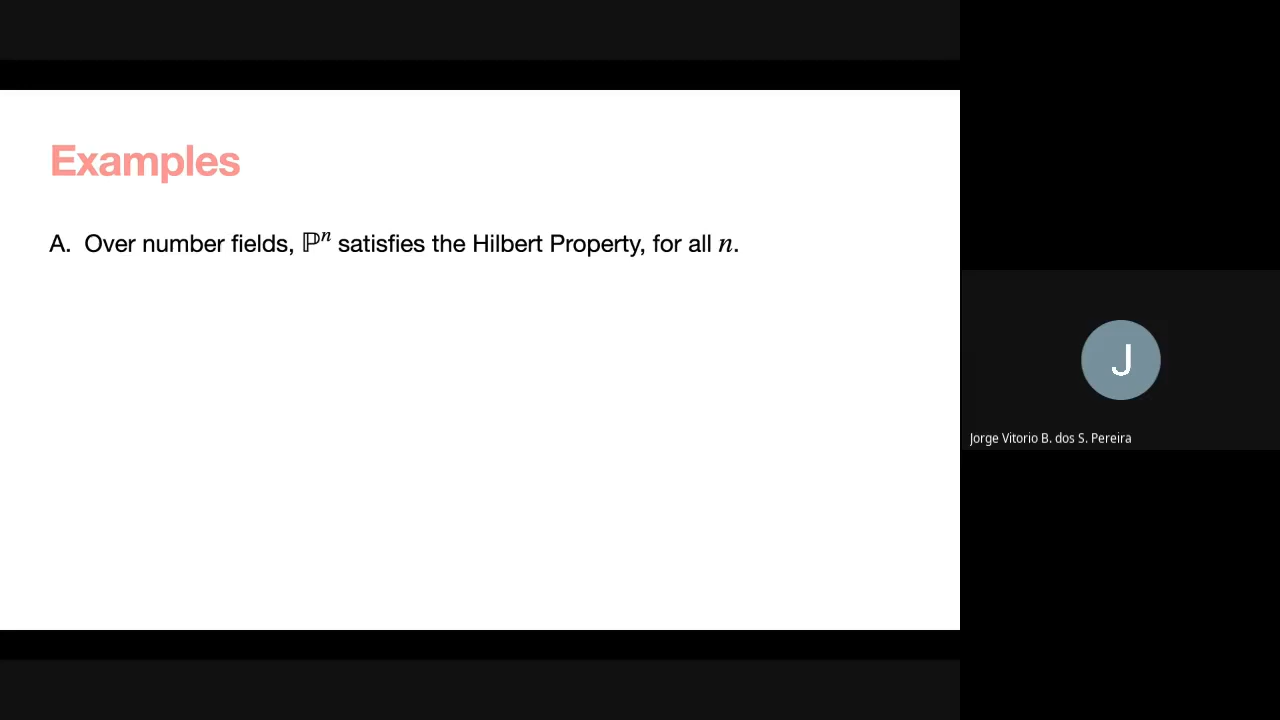 Examples
A. Over number fields, ℙⁿ satisfies the Hilbert Property, for all n.
J
Jorge Vitorio B. dos S. Pereira